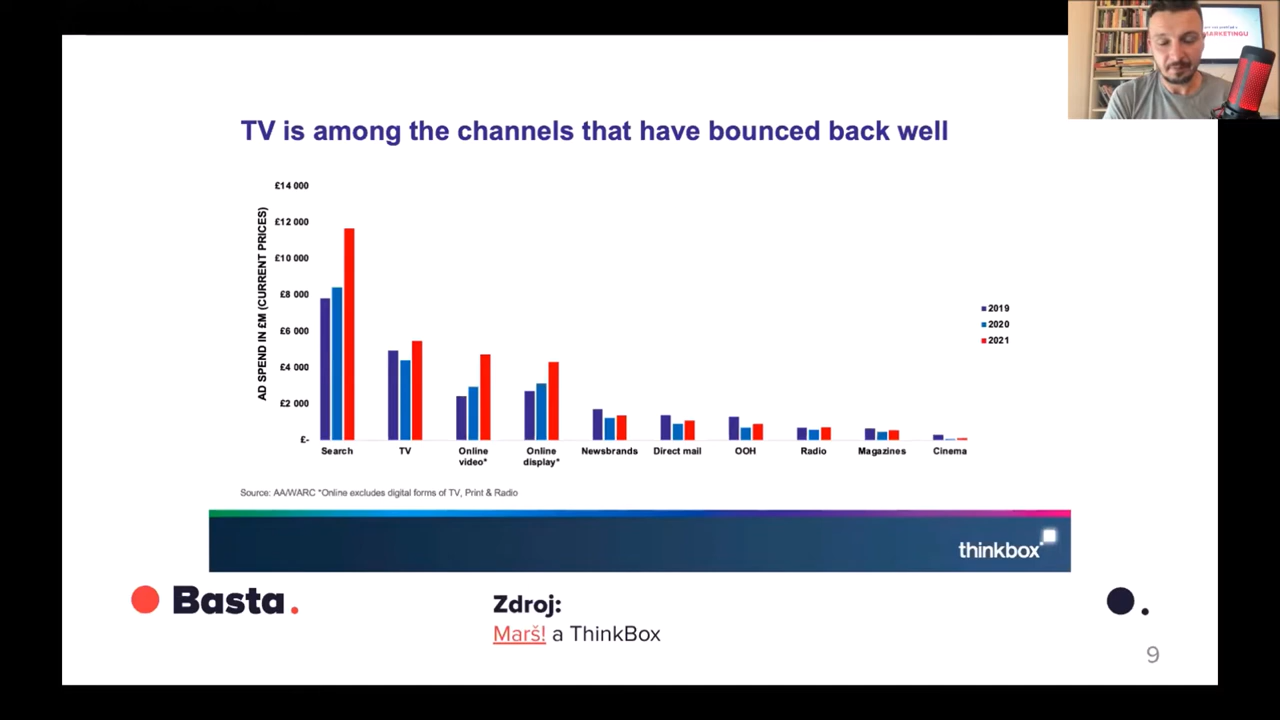 MARKETINGU
TV is among the channels that have bounced back well
AD SPEND IN £M (CURRENT PRICES)
£14 000
£12 000
£10 000
£8 000
£6 000
£4 000
£2 000
£-
2019
2020
2021
Search
TV
Online
video*
Online
display*
Newsbrands
Direct mail
OOH
Radio
Magazines
Cinema
Source: AA/WARC *Online excludes digital forms of TV, Print & Radio
thinkbox
Basta.
Zdroj:
Marš! a ThinkBox
9